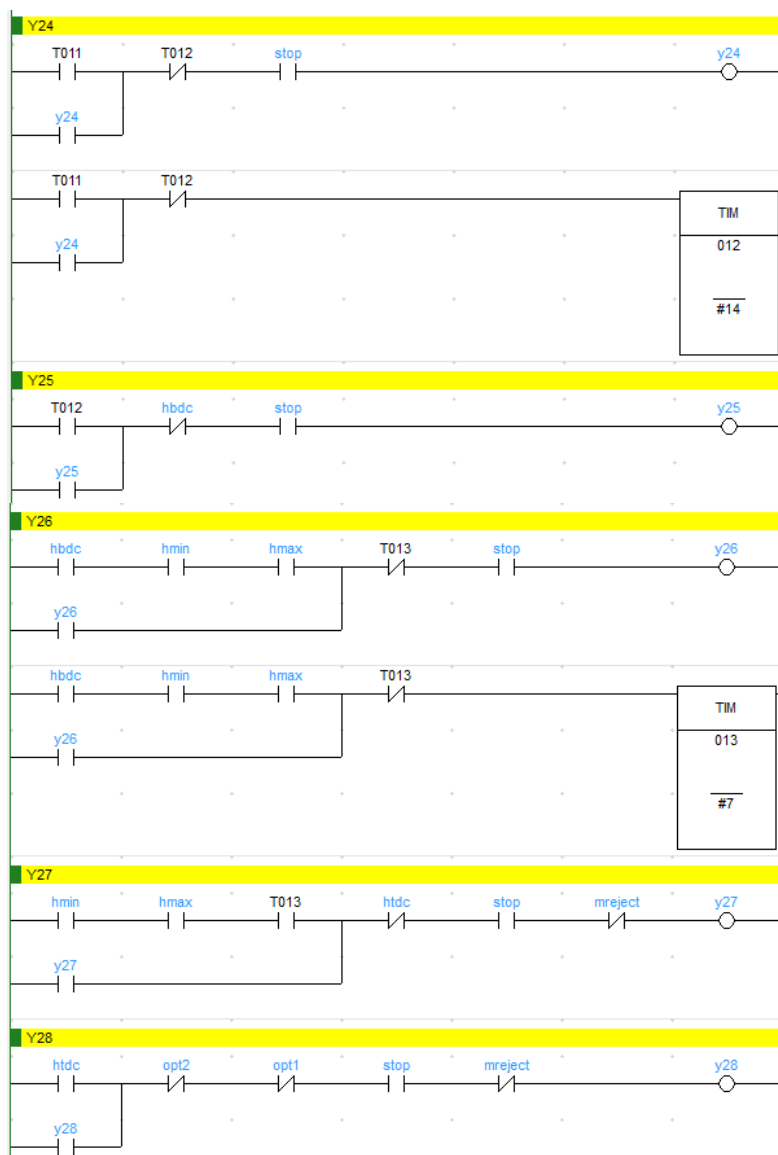 Y24
T011 T012 stop y24
y24
T011 T012
TIM
y24 012
#14
Y25
T012 hbdc stop y25
y25
Y26
hbdc hmin hmax T013 stop y26
y26
hbdc hmin hmax T013
TIM
y26 013
#7
Y27
hmin hmax T013 htdc stop mreject y27
y27
Y28
htdc opt2 opt1 stop mreject y28
y28